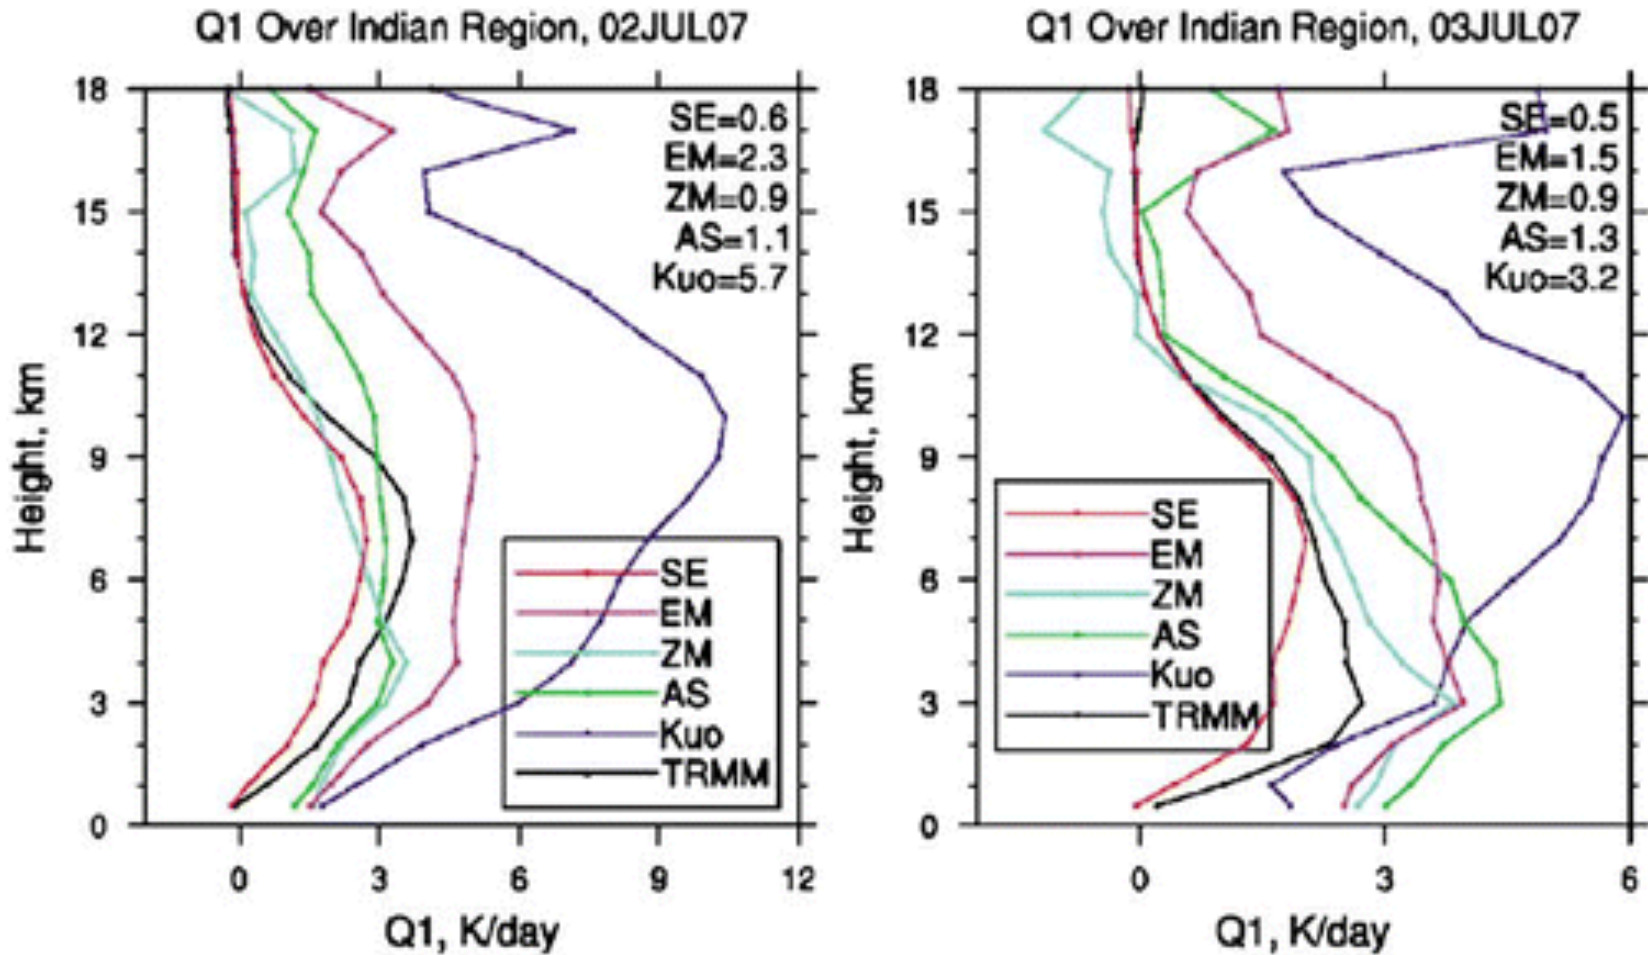 Q1 Over Indian Region, 02JUL07
18
15
12
9
6
3
0
Height, km
SE=0.6
EM=2.3
ZM=0.9
AS=1.1
Kuo=5.7
SE
EM
ZM
AS
Kuo
TRMM
0 3 6 9 12
Q1, K/day
Q1 Over Indian Region, 03JUL07
18
15
12
9
6
3
0
Height, km
SE=0.5
EM=1.5
ZM=0.9
AS=1.3
Kuo=3.2
SE
EM
ZM
AS
Kuo
TRMM
0 3 6
Q1, K/day